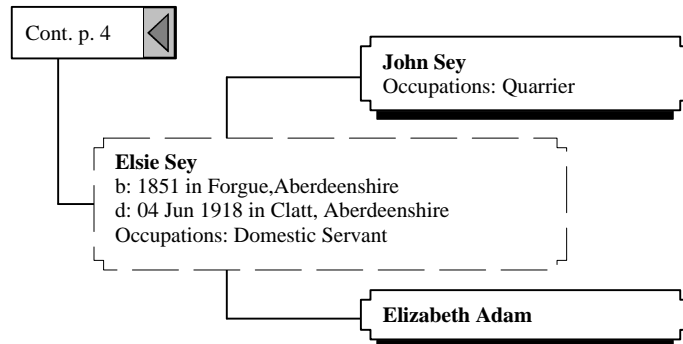 Cont. p. 4
John Sey
Occupations: Quarrier
Elsie Sey
b: 1851 in Forgue,Aberdeenshire
d: 04 Jun 1918 in Clatt, Aberdeenshire
Occupations: Domestic Servant
Elizabeth Adam